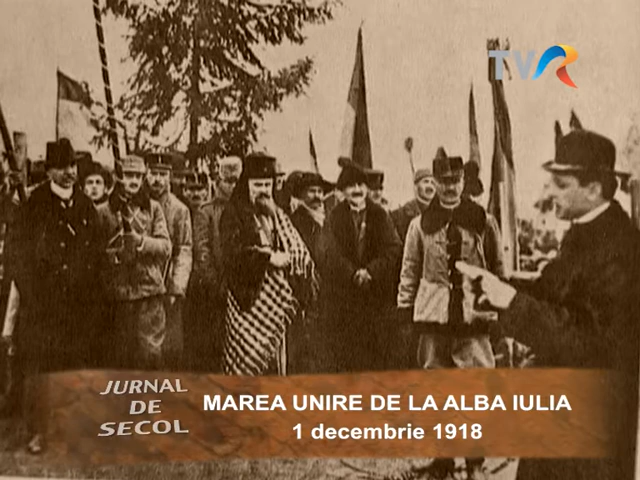 TVR
JURNAL
DE
SECOL
MAREA UNIRE DE LA ALBA IULIA
1 decembrie 1918